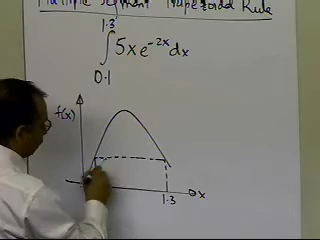 Multiple Segment Trapezoidal Rule
1.3
∫ 5xe^{-2x} dx
0.1
f(x)
1.3 x